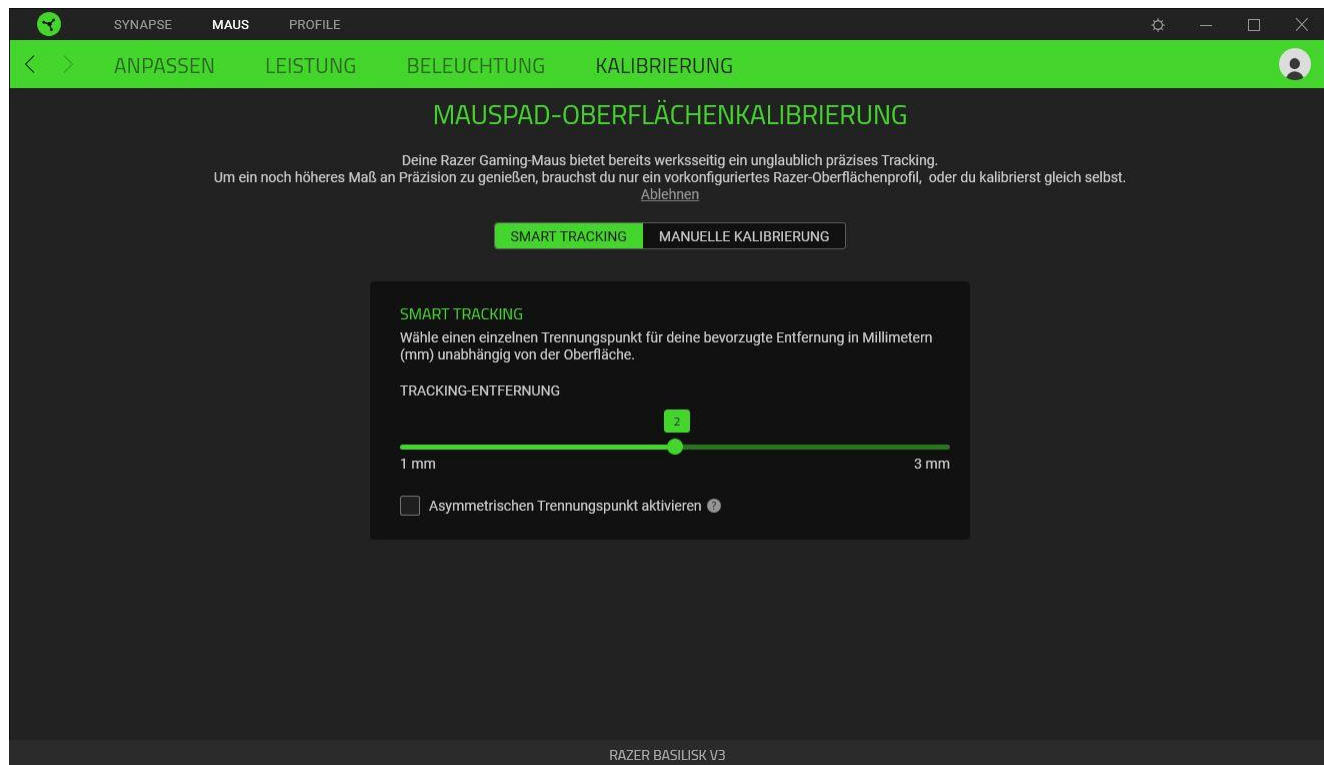 SYNAPSE MAUS PROFILE
ANPASSEN LEISTUNG BELEUCHTUNG KALIBRIERUNG
MAUSPAD-OBERFLÄCHENKALIBRIERUNG
Deine Razer Gaming-Maus bietet bereits werksseitig ein unglaublich präzises Tracking.
Um ein noch höheres Maß an Präzision zu genießen, brauchst du nur ein vorkonfiguriertes Razer-Oberflächenprofil, oder du kalibrierst gleich selbst.
Ablehnen
SMART TRACKING MANUELLE KALIBRIERUNG
SMART TRACKING
Wähle einen einzelnen Trennungspunkt für deine bevorzugte Entfernung in Millimetern
(mm) unabhängig von der Oberfläche.
TRACKING-ENTFERNUNG
2
1 mm 3 mm
Asymmetrischen Trennungspunkt aktivieren ?
RAZER BASILISK V3